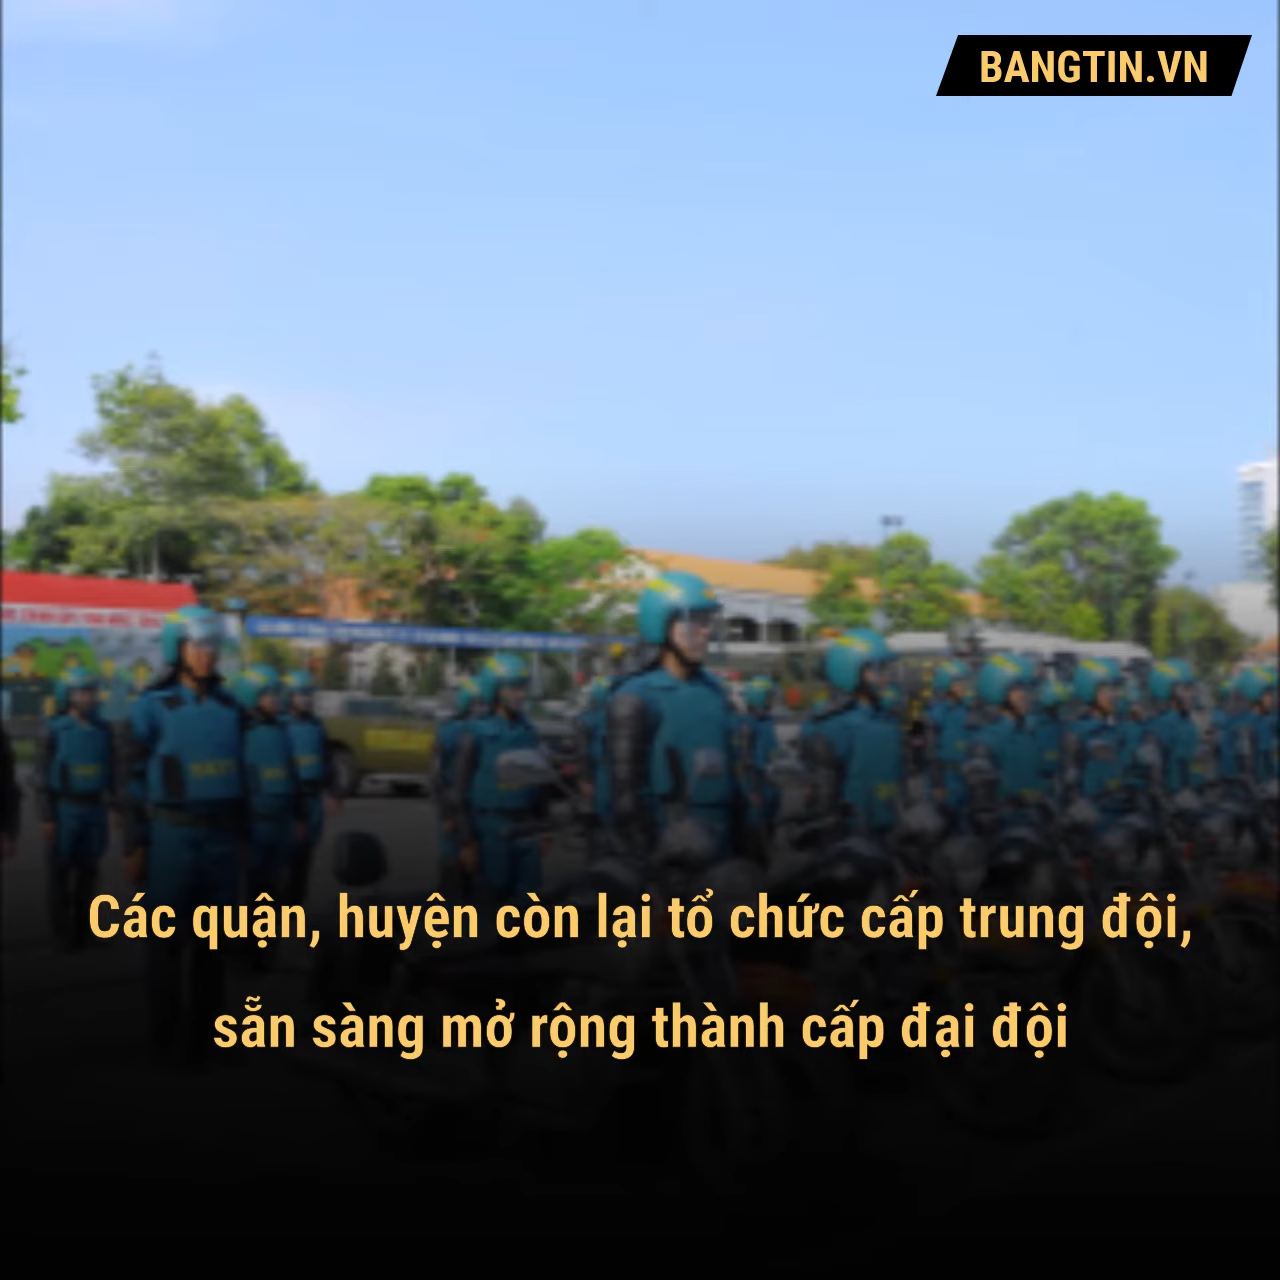 BANGTIN.VN
Các quận, huyện còn lại tổ chức cấp trung đội,
sẵn sàng mở rộng thành cấp đại đội